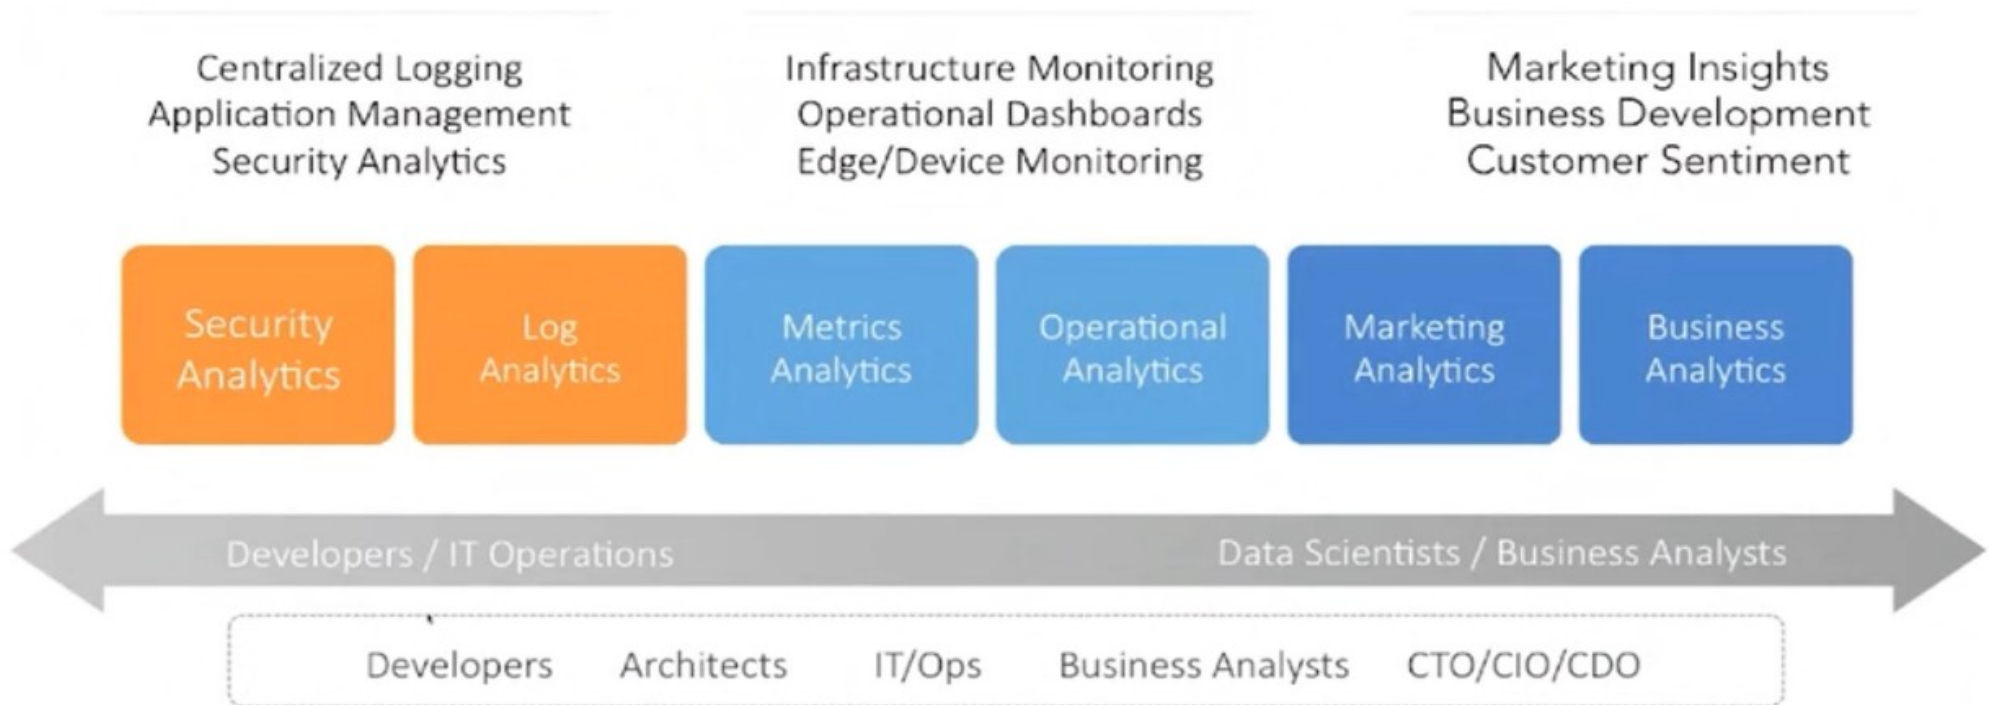 Centralized Logging
Application Management
Security Analytics
Infrastructure Monitoring
Operational Dashboards
Edge/Device Monitoring
Marketing Insights
Business Development
Customer Sentiment
Security
Analytics
Log
Analytics
Metrics
Analytics
Operational
Analytics
Marketing
Analytics
Business
Analytics
Developers / IT Operations
Data Scientists / Business Analysts
Developers Architects IT/Ops Business Analysts CTO/CIO/CDO